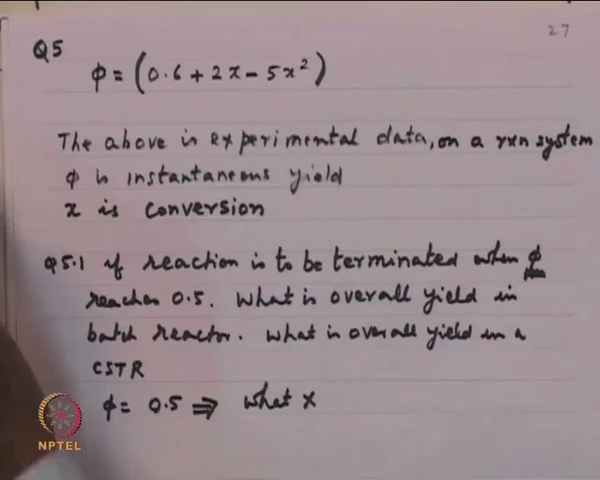 27
Q5
ϕ = (0.6 + 2x - 5x²)
The above is experimental data, on a rxn system
ϕ is instantaneous yield
x is conversion
Q5.1 if reaction is to be terminated when ϕ
reaches 0.5. What is overall yield in
batch reactor. What is overall yield in a
CSTR
ϕ = 0.5 ⇒ what x
NPTEL